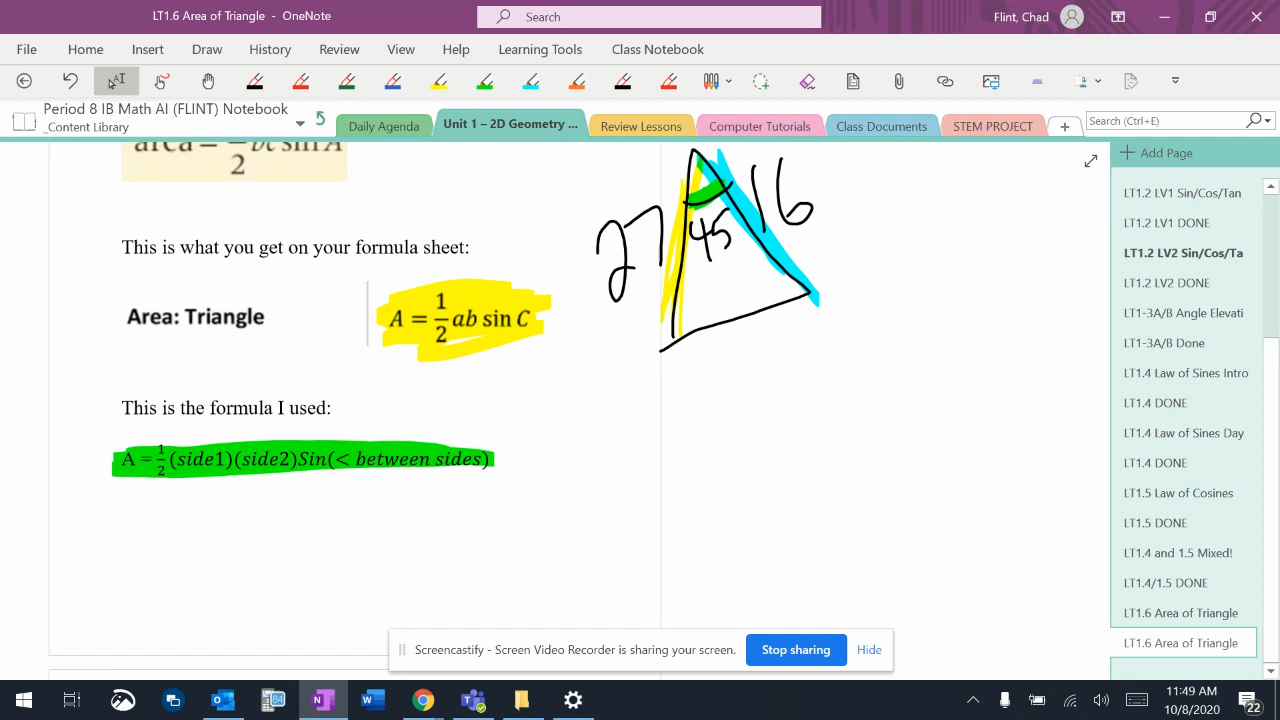 LT1.6 Area of Triangle - OneNote
Search
Flint, Chad
File Home Insert Draw History Review View Help Learning Tools Class Notebook
Period 8 IB Math AI (FLINT) Notebook
_Content Library
Daily Agenda
Unit 1 – 2D Geometry ...
Review Lessons
Computer Tutorials
Class Documents
STEM PROJECT
Search (Ctrl+E)
Add Page
area = 1/2 bc sin A
This is what you get on your formula sheet:
Area: Triangle
A = 1/2 ab sin C
This is the formula I used:
A = 1/2 (side1)(side2)Sin(< between sides)
27
45
16
LT1.2 LV1 Sin/Cos/Tan
LT1.2 LV1 DONE
LT1.2 LV2 Sin/Cos/Ta
LT1.2 LV2 DONE
LT1-3A/B Angle Elevati
LT1-3A/B Done
LT1.4 Law of Sines Intro
LT1.4 DONE
LT1.4 Law of Sines Day
LT1.4 DONE
LT1.5 Law of Cosines
LT1.5 DONE
LT1.4 and 1.5 Mixed!
LT1.4/1.5 DONE
LT1.6 Area of Triangle
LT1.6 Area of Triangle
Screencastify - Screen Video Recorder is sharing your screen.
Stop sharing
Hide
11:49 AM
10/8/2020
22